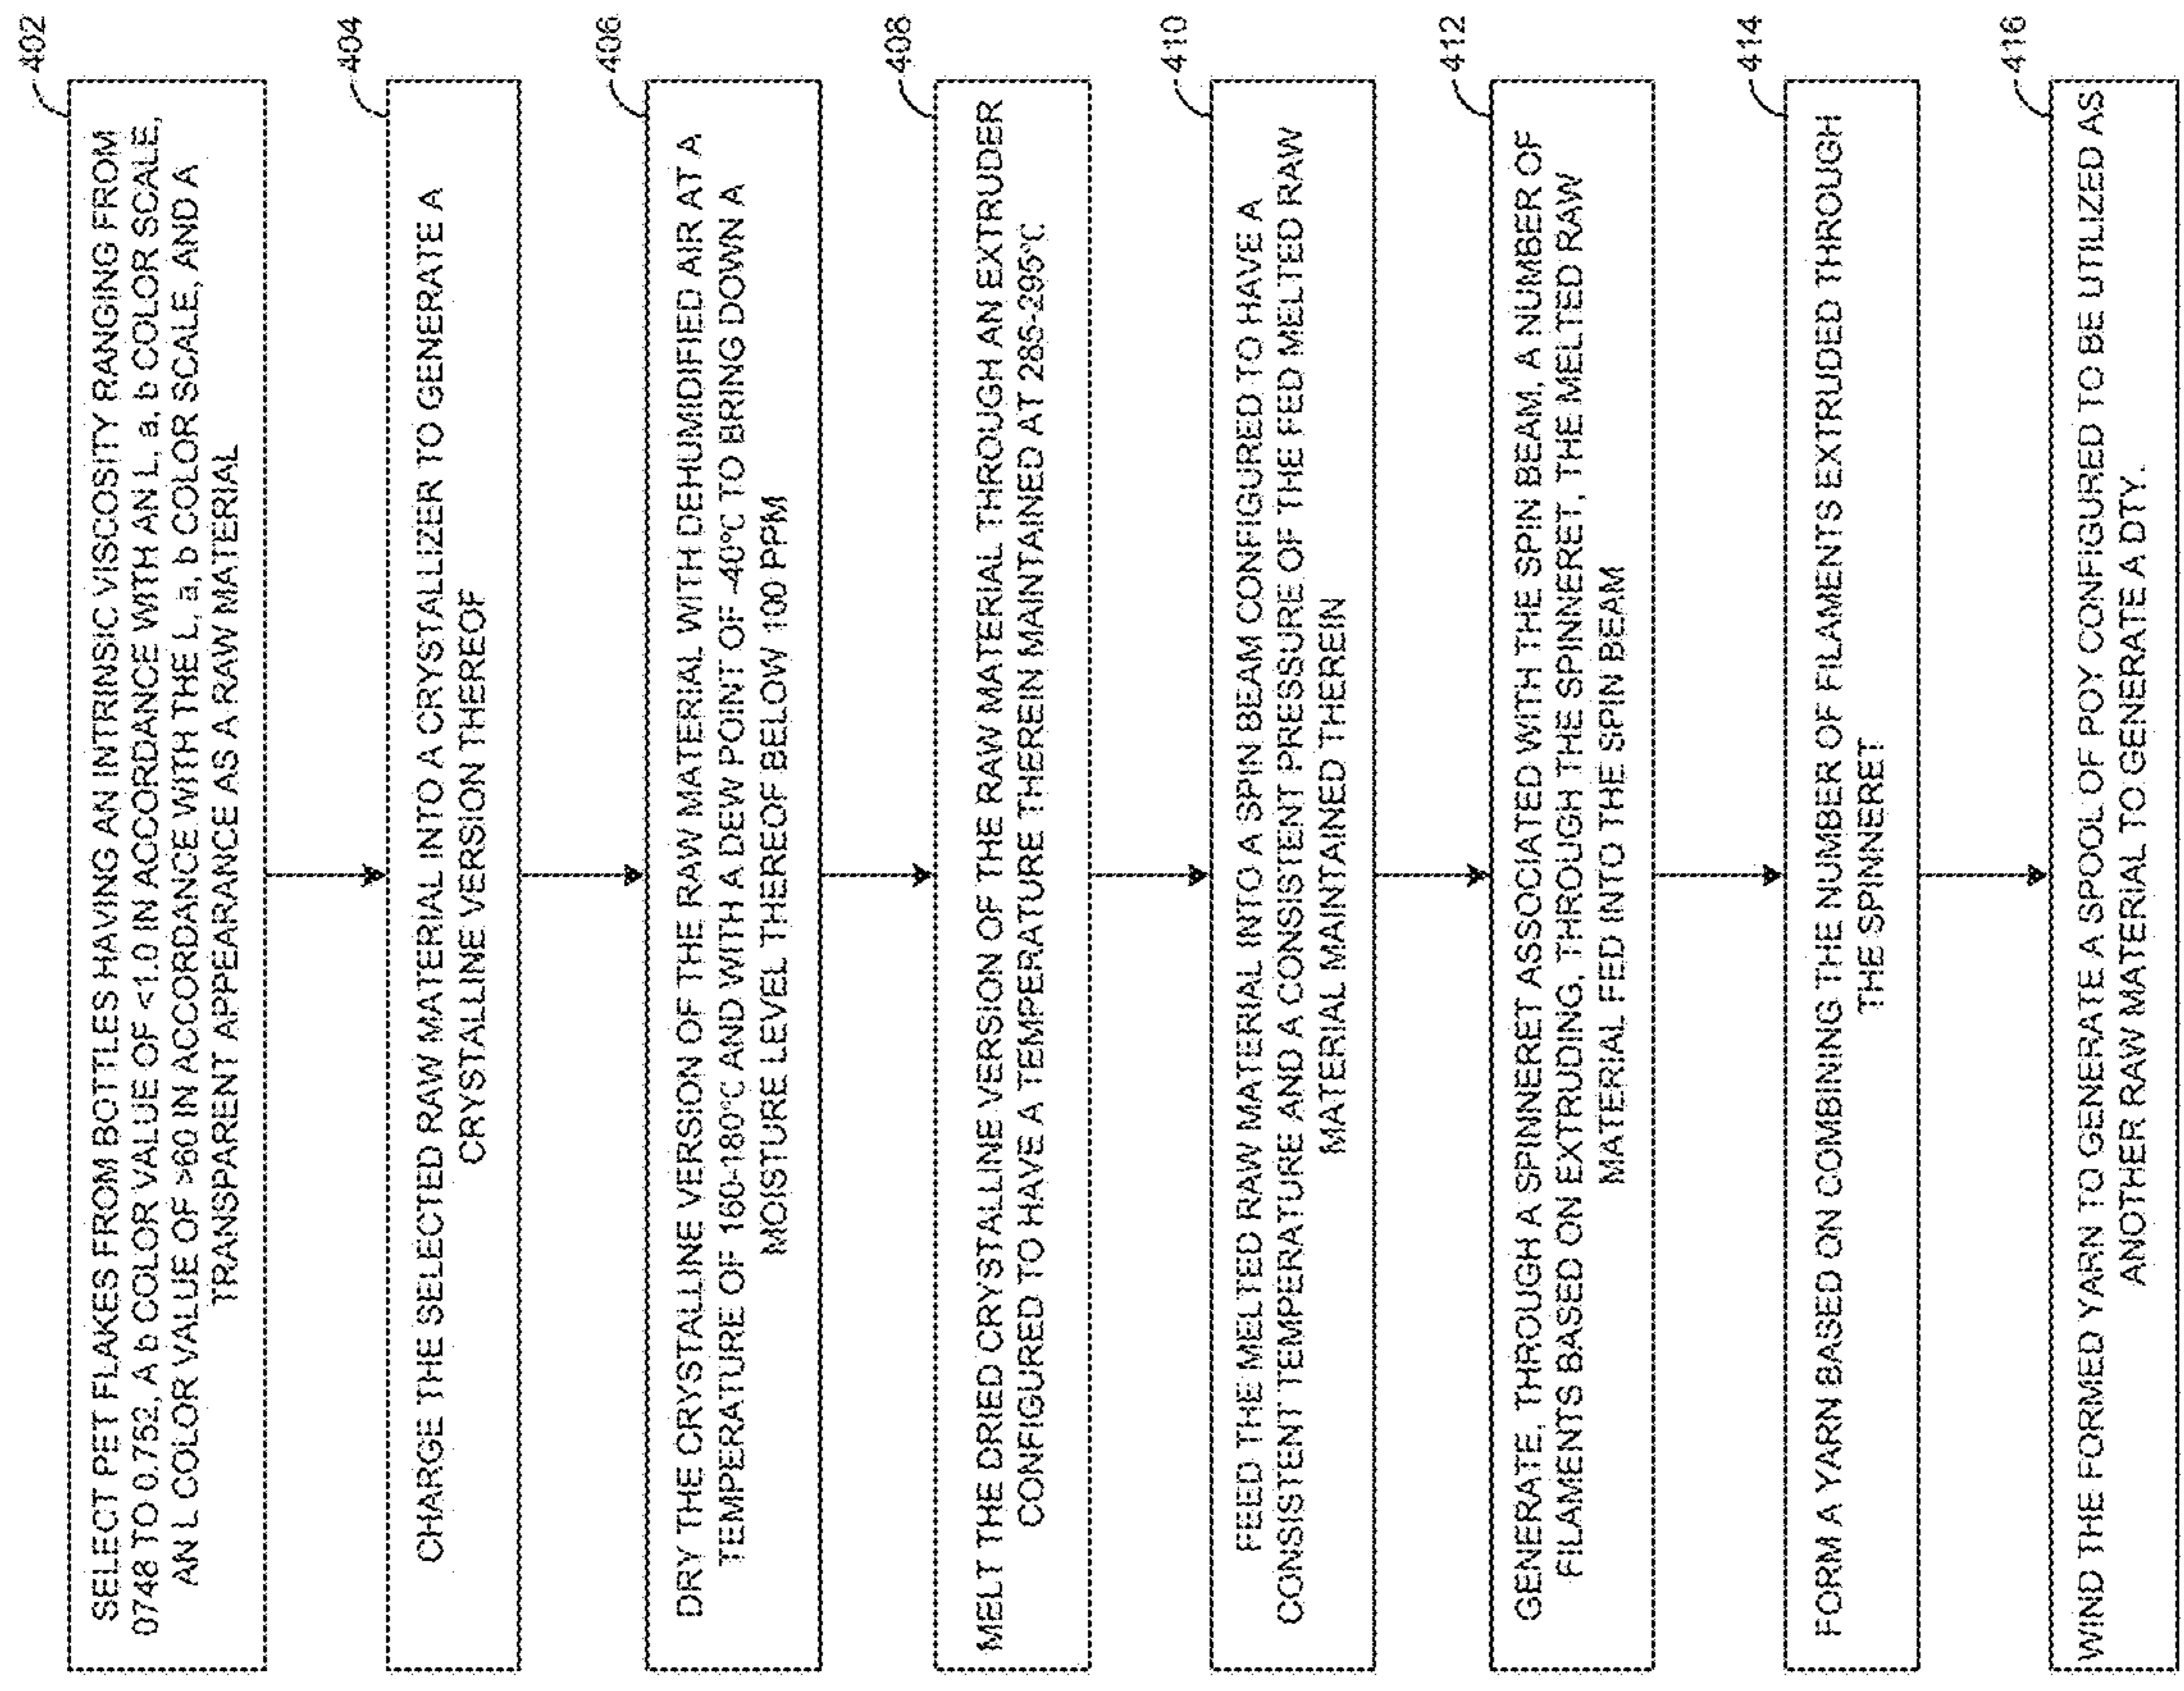 402
SELECT PET FLAKES FROM BOTTLES HAVING AN INTRINSIC VISCOSITY RANGING FROM
0748 TO 0.752, A b COLOR VALUE OF <1.0 IN ACCORDANCE WITH AN L, a, b COLOR SCALE,
AN L COLOR VALUE OF >60 IN ACCORDANCE WITH THE L, a, b COLOR SCALE, AND A
TRANSPARENT APPEARANCE AS A RAW MATERIAL
404
CHARGE THE SELECTED RAW MATERIAL INTO A CRYSTALLIZER TO GENERATE A
CRYSTALLINE VERSION THEREOF
406
DRY THE CRYSTALLINE VERSION OF THE RAW MATERIAL WITH DEHUMIDIFIED AIR AT A
TEMPERATURE OF 160-180°C AND WITH A DEW POINT OF -40°C TO BRING DOWN A
MOISTURE LEVEL THEREOF BELOW 100 PPM
408
MELT THE DRIED CRYSTALLINE VERSION OF THE RAW MATERIAL THROUGH AN EXTRUDER
CONFIGURED TO HAVE A TEMPERATURE THEREIN MAINTAINED AT 285-295°C
410
FEED THE MELTED RAW MATERIAL INTO A SPIN BEAM CONFIGURED TO HAVE A
CONSISTENT TEMPERATURE AND A CONSISTENT PRESSURE OF THE FED MELTED RAW
MATERIAL MAINTAINED THEREIN
412
GENERATE, THROUGH A SPINNERET ASSOCIATED WITH THE SPIN BEAM, A NUMBER OF
FILAMENTS BASED ON EXTRUDING, THROUGH THE SPINNERET, THE MELTED RAW
MATERIAL FED INTO THE SPIN BEAM
414
FORM A YARN BASED ON COMBINING THE NUMBER OF FILAMENTS EXTRUDED THROUGH
THE SPINNERET
416
WIND THE FORMED YARN TO GENERATE A SPOOL OF POY CONFIGURED TO BE UTILIZED AS
ANOTHER RAW MATERIAL TO GENERATE A DTY.